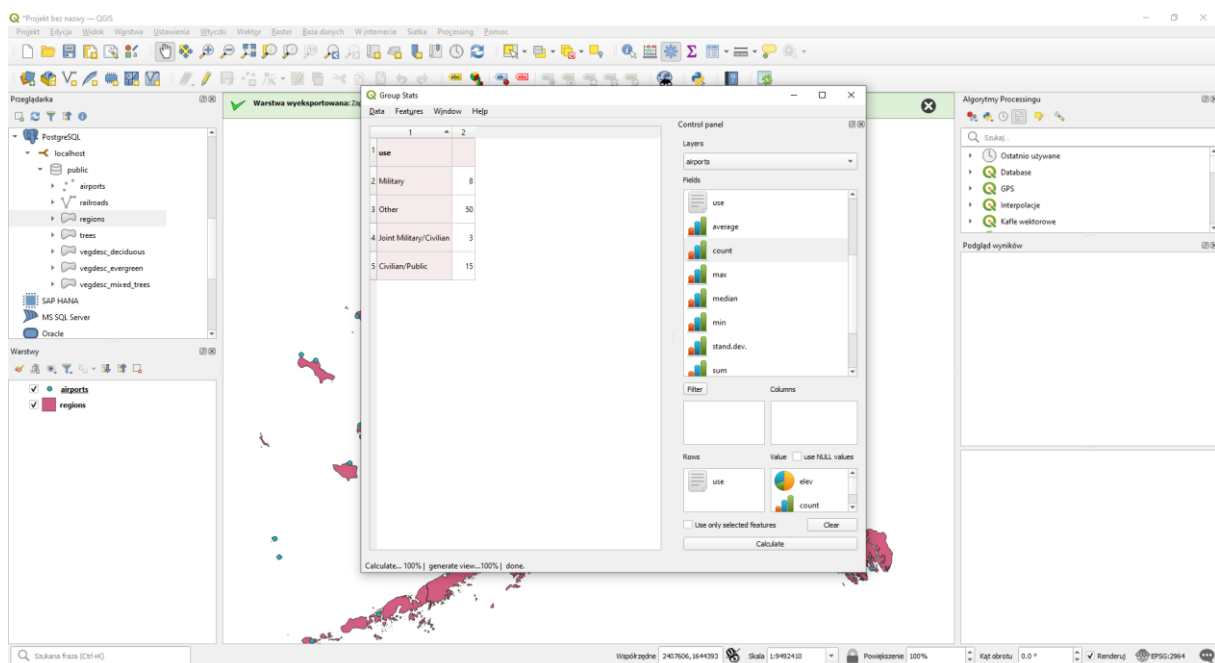 *Projekt bez nazwy — QGIS
Projekt Edycja Widok Warstwa Ustawienia Wtyczki Wektor Raster Baza danych W internecie Siatka Processing Pomoc
Przeglądarka
PostgreSQL
localhost
public
airports
railroads
regions
trees
vegdesc_deciduous
vegdesc_evergreen
vegdesc_mixed_trees
SAP HANA
MS SQL Server
Oracle
Warstwy
airports
regions
Warstwa wyeksportowana:
Group Stats
Data Features Window Help
1 2
1 use
2 Military 8
3 Other 50
4 Joint Military/Civilian 3
5 Civilian/Public 15
Control panel
Layers
airports
Fields
use
average
count
max
median
min
stand.dev.
sum
Filter Columns
Rows Value use NULL values
use elev
count
Use only selected features Clear
Calculate
Calculate... 100% | generate view...100% | done.
Algorytmy Processingu
Szukaj...
Ostatnio używane
Database
GPS
Interpolacje
Kafle wektorowe
Podgląd wyników
Szukana fraza (Ctrl+K)
Współrzędne 2407606,1644393 Skala 1:9492410 Powiększenie 100% Kąt obrotu 0.0 ° Renderuj EPSG:2964